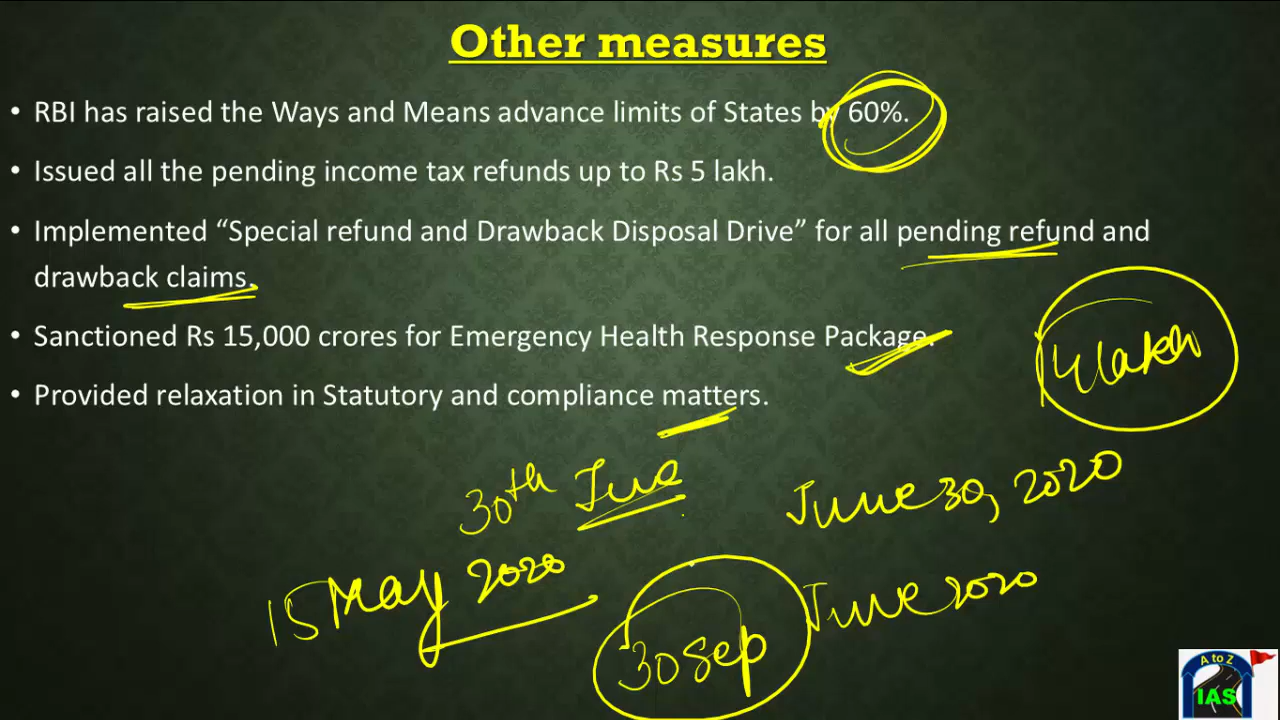 Other measures
• RBI has raised the Ways and Means advance limits of States by 60%.
• Issued all the pending income tax refunds up to Rs 5 lakh.
• Implemented “Special refund and Drawback Disposal Drive” for all pending refund and
drawback claims.
• Sanctioned Rs 15,000 crores for Emergency Health Response Package.
• Provided relaxation in Statutory and compliance matters.
lakh
30th
June 30, 2020
15 May 2020
June 2020
30 Sep
A to Z
IAS